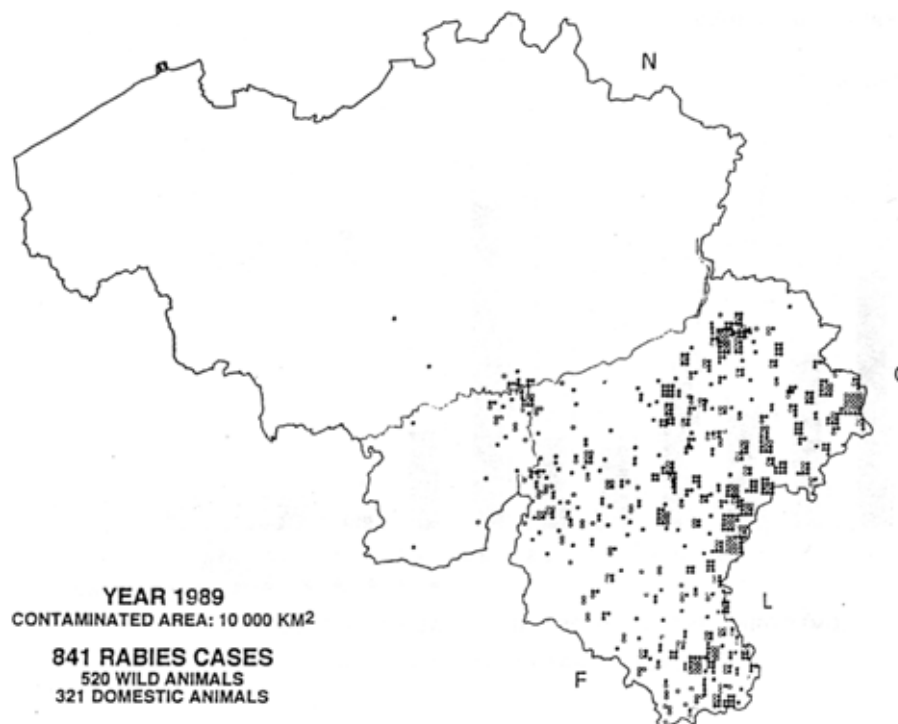 N
G
L
F
YEAR 1989
CONTAMINATED AREA: 10 000 KM2
841 RABIES CASES
520 WILD ANIMALS
321 DOMESTIC ANIMALS